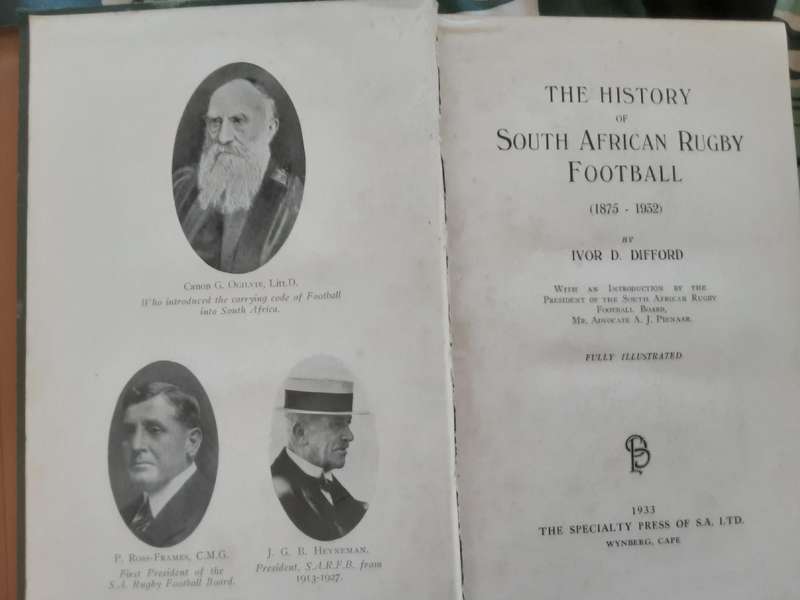 Canon G. Ogilvie, Litt.D.
Who introduced the carrying code of Football
into South Africa.
P. Ross-Frames, C.M.G.
First President of the
S.A. Rugby Football Board.
J. G. B. Heyneman,
President, S.A.R.F.B. from
1913-1927.
THE HISTORY
OF
SOUTH AFRICAN RUGBY
FOOTBALL
(1875 - 1932)
BY
IVOR D. DIFFORD
WITH AN INTRODUCTION BY THE
PRESIDENT OF THE SOUTH AFRICAN RUGBY
FOOTBALL BOARD,
MR. ADVOCATE A. J. PIENAAR.
FULLY ILLUSTRATED
1933
THE SPECIALTY PRESS OF S.A. LTD.
WYNBERG, CAPE